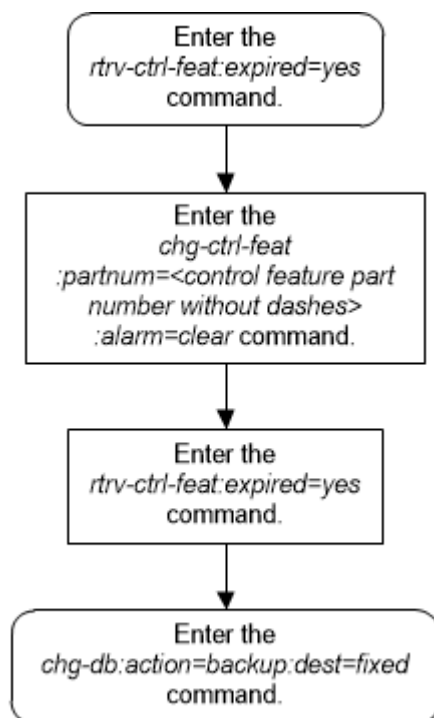 Enter the
rtrv-ctrl-feat:expired=yes
command.
Enter the
chg-ctrl-feat
:partnum=<control feature part
number without dashes>
:alarm=clear command.
Enter the
rtrv-ctrl-feat:expired=yes
command.
Enter the
chg-db:action=backup:dest=fixed
command.